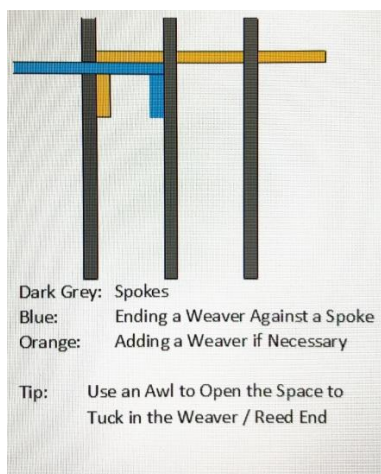 Dark Grey: Spokes
Blue: Ending a Weaver Against a Spoke
Orange: Adding a Weaver if Necessary
Tip: Use an Awl to Open the Space to
Tuck in the Weaver / Reed End